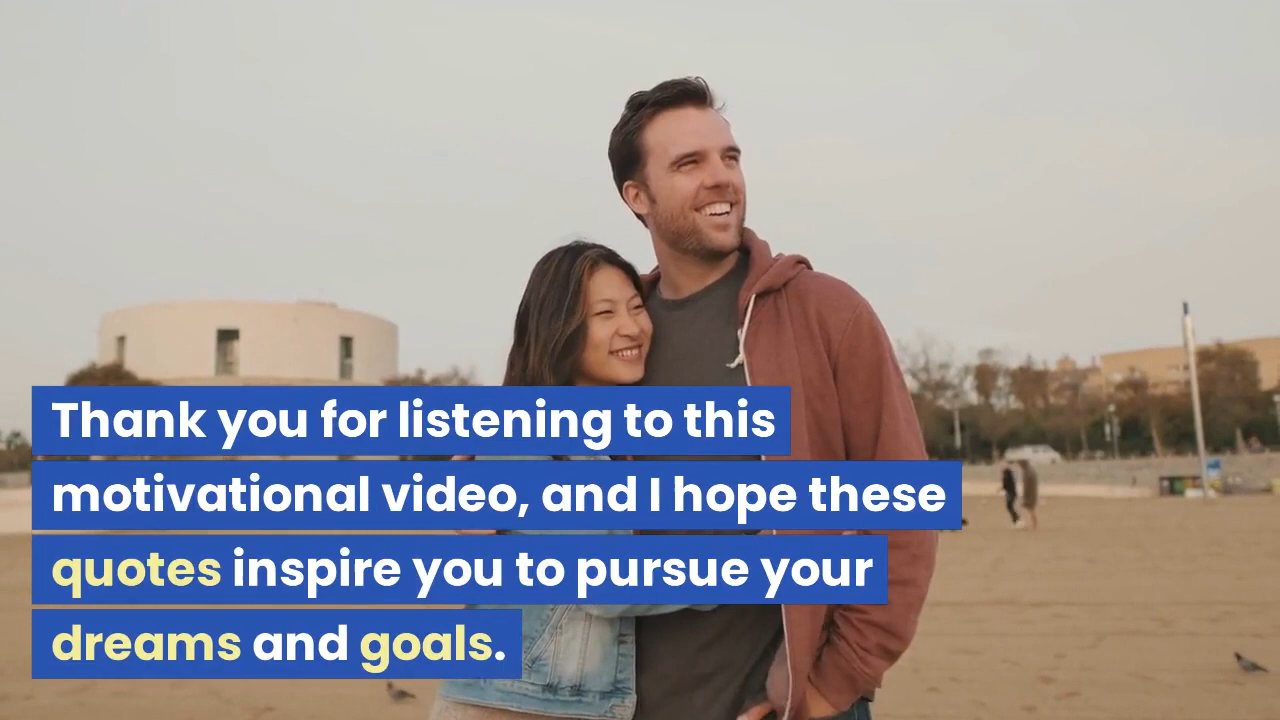 Thank you for listening to this
motivational video, and I hope these
quotes inspire you to pursue your
dreams and goals.